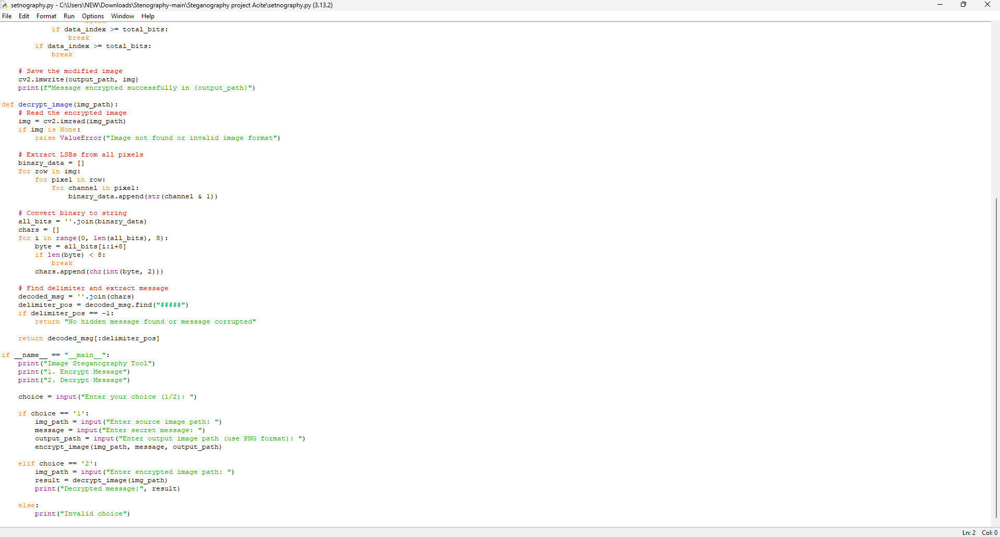 setnography.py - C:\Users\NEW\Downloads\Stenography-main\Steganography project Acite\setnography.py (3.13.2)
File Edit Format Run Options Window Help
            if data_index >= total_bits:
                break
        if data_index >= total_bits:
            break

    # Save the modified image
    cv2.imwrite(output_path, img)
    print(f"Message encrypted successfully in {output_path}")

def decrypt_image(img_path):
    # Read the encrypted image
    img = cv2.imread(img_path)
    if img is None:
        raise ValueError("Image not found or invalid image format")

    # Extract LSBs from all pixels
    binary_data = []
    for row in img:
        for pixel in row:
            for channel in pixel:
                binary_data.append(str(channel & 1))

    # Convert binary to string
    all_bits = ''.join(binary_data)
    chars = []
    for i in range(0, len(all_bits), 8):
        byte = all_bits[i:i+8]
        if len(byte) < 8:
            break
        chars.append(chr(int(byte, 2)))

    # Find delimiter and extract message
    decoded_msg = ''.join(chars)
    delimiter_pos = decoded_msg.find("#####")
    if delimiter_pos == -1:
        return "No hidden message found or message corrupted"

    return decoded_msg[:delimiter_pos]

if __name__ == "__main__":
    print("Image Steganography Tool")
    print("1. Encrypt Message")
    print("2. Decrypt Message")

    choice = input("Enter your choice (1/2): ")

    if choice == '1':
        img_path = input("Enter source image path: ")
        message = input("Enter secret message: ")
        output_path = input("Enter output image path (use PNG format): ")
        encrypt_image(img_path, message, output_path)

    elif choice == '2':
        img_path = input("Enter encrypted image path: ")
        result = decrypt_image(img_path)
        print("Decrypted message:", result)

    else:
        print("Invalid choice")
Ln: 2 Col: 0